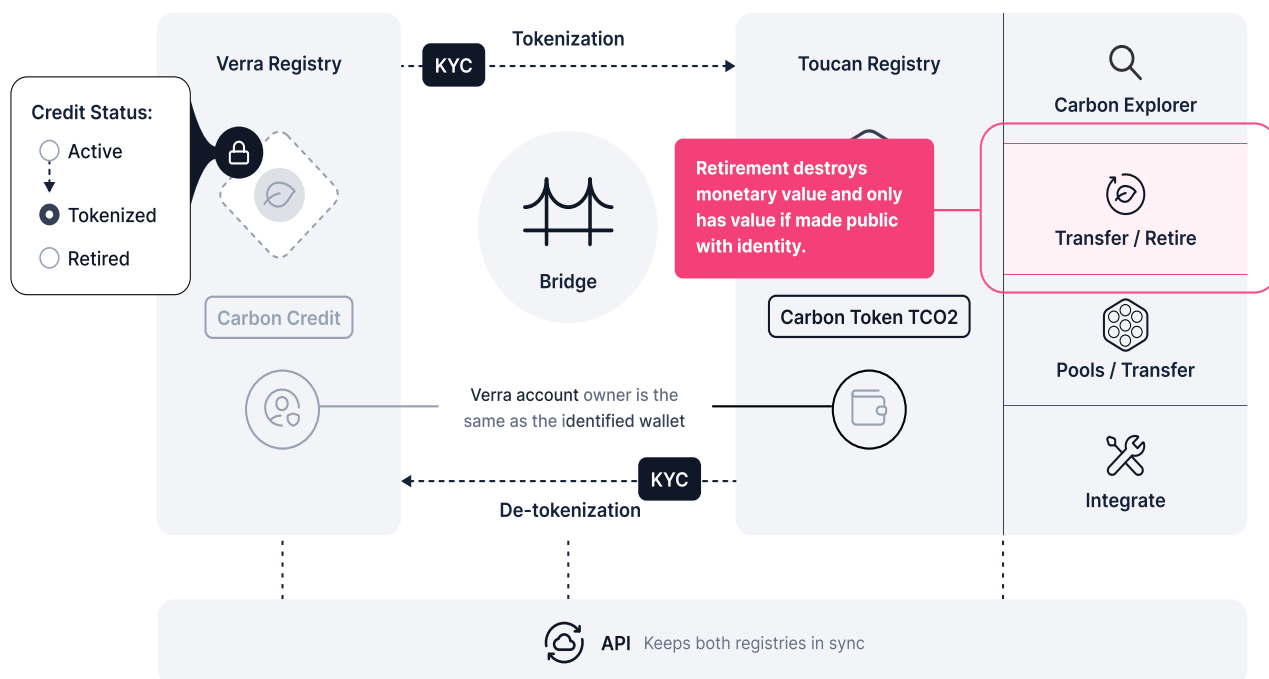 Tokenization
KYC
Verra Registry
Toucan Registry
Carbon Explorer
Credit Status:
Active
Tokenized
Retired
Retirement destroys
monetary value and only
has value if made public
with identity.
Transfer / Retire
Bridge
Carbon Credit
Carbon Token TCO2
Pools / Transfer
Verra account owner is the
same as the identified wallet
KYC
De-tokenization
Integrate
API Keeps both registries in sync